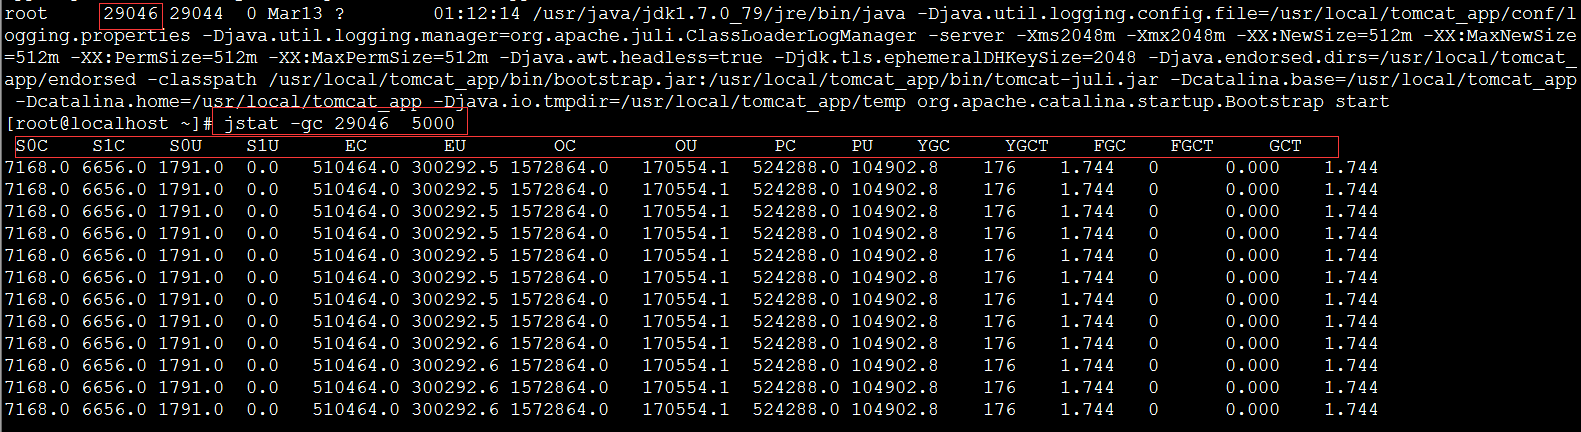 root     29046 29044  0 Mar13 ?        01:12:14 /usr/java/jdk1.7.0_79/jre/bin/java -Djava.util.logging.config.file=/usr/local/tomcat_app/conf/l
ogging.properties -Djava.util.logging.manager=org.apache.juli.ClassLoaderLogManager -server -Xms2048m -Xmx2048m -XX:NewSize=512m -XX:MaxNewSize
=512m -XX:PermSize=512m -XX:MaxPermSize=512m -Djava.awt.headless=true -Djdk.tls.ephemeralDHKeySize=2048 -Djava.endorsed.dirs=/usr/local/tomcat_
app/endorsed -classpath /usr/local/tomcat_app/bin/bootstrap.jar:/usr/local/tomcat_app/bin/tomcat-juli.jar -Dcatalina.base=/usr/local/tomcat_app
 -Dcatalina.home=/usr/local/tomcat_app -Djava.io.tmpdir=/usr/local/tomcat_app/temp org.apache.catalina.startup.Bootstrap start
[root@localhost ~]# jstat -gc 29046  5000
 S0C    S1C    S0U    S1U      EC       EU        OC         OU       PC     PU    YGC     YGCT    FGC    FGCT     GCT
7168.0 6656.0 1791.0  0.0   510464.0 300292.5 1572864.0   170554.1  524288.0 104902.8    176    1.744   0      0.000    1.744
7168.0 6656.0 1791.0  0.0   510464.0 300292.5 1572864.0   170554.1  524288.0 104902.8    176    1.744   0      0.000    1.744
7168.0 6656.0 1791.0  0.0   510464.0 300292.5 1572864.0   170554.1  524288.0 104902.8    176    1.744   0      0.000    1.744
7168.0 6656.0 1791.0  0.0   510464.0 300292.5 1572864.0   170554.1  524288.0 104902.8    176    1.744   0      0.000    1.744
7168.0 6656.0 1791.0  0.0   510464.0 300292.5 1572864.0   170554.1  524288.0 104902.8    176    1.744   0      0.000    1.744
7168.0 6656.0 1791.0  0.0   510464.0 300292.5 1572864.0   170554.1  524288.0 104902.8    176    1.744   0      0.000    1.744
7168.0 6656.0 1791.0  0.0   510464.0 300292.5 1572864.0   170554.1  524288.0 104902.8    176    1.744   0      0.000    1.744
7168.0 6656.0 1791.0  0.0   510464.0 300292.5 1572864.0   170554.1  524288.0 104902.8    176    1.744   0      0.000    1.744
7168.0 6656.0 1791.0  0.0   510464.0 300292.6 1572864.0   170554.1  524288.0 104902.8    176    1.744   0      0.000    1.744
7168.0 6656.0 1791.0  0.0   510464.0 300292.6 1572864.0   170554.1  524288.0 104902.8    176    1.744   0      0.000    1.744
7168.0 6656.0 1791.0  0.0   510464.0 300292.6 1572864.0   170554.1  524288.0 104902.8    176    1.744   0      0.000    1.744
7168.0 6656.0 1791.0  0.0   510464.0 300292.6 1572864.0   170554.1  524288.0 104902.8    176    1.744   0      0.000    1.744